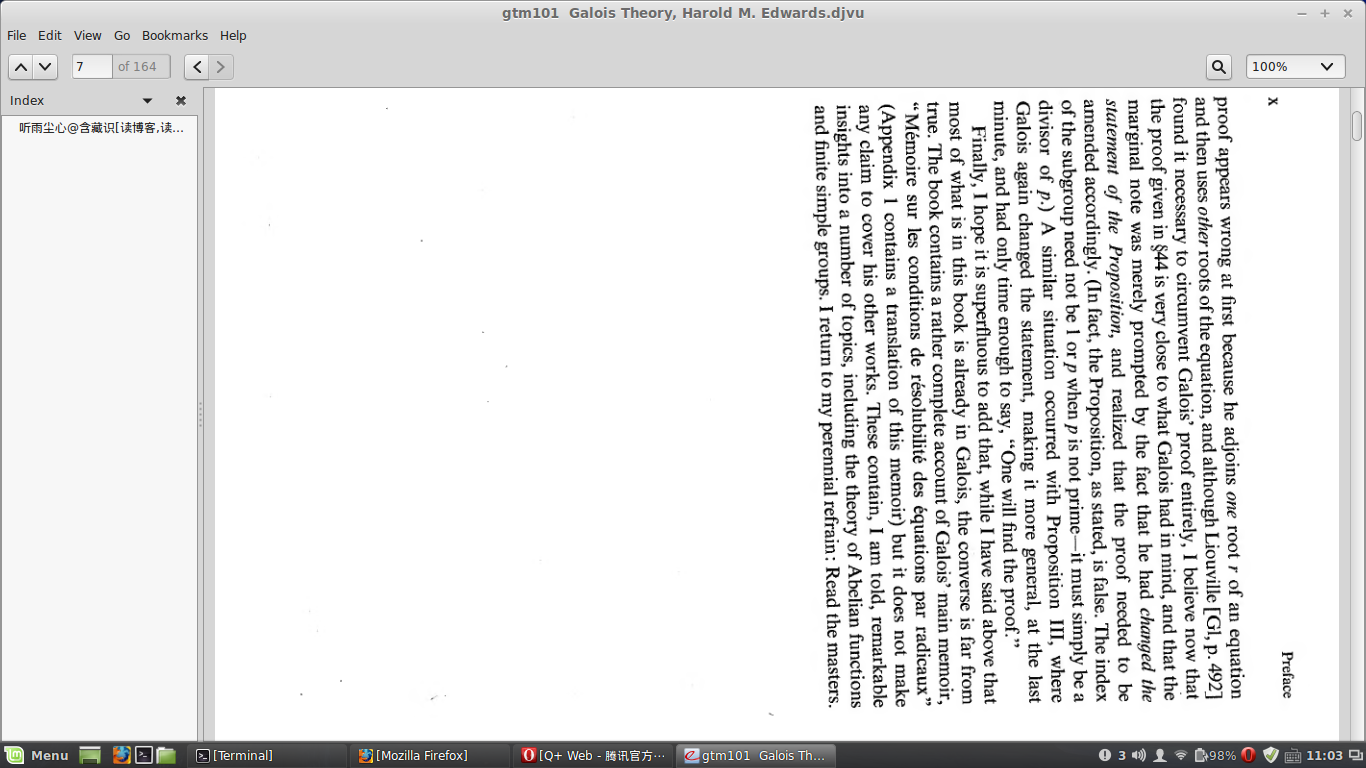 gtm101 Galois Theory, Harold M. Edwards.djvu
File Edit View Go Bookmarks Help
7 of 164
100%
Index
听雨尘心@含藏识[读博客,读...
x
Preface
proof appears wrong at first because he adjoins one root r of an equation
and then uses other roots of the equation, and although Liouville [Gl, p. 492]
found it necessary to circumvent Galois' proof entirely, I believe now that
the proof given in §44 is very close to what Galois had in mind, and that the
marginal note was merely prompted by the fact that he had changed the
statement of the Proposition, and realized that the proof needed to be
amended accordingly. (In fact, the Proposition, as stated, is false. The index
of the subgroup need not be 1 or p when p is not prime—it must simply be a
divisor of p.) A similar situation occurred with Proposition III, where
Galois again changed the statement, making it more general, at the last
minute, and had only time enough to say, “One will find the proof.”
Finally, I hope it is superfluous to add that, while I have said above that
most of what is in this book is already in Galois, the converse is far from
true. The book contains a rather complete account of Galois' main memoir,
“Mémoire sur les conditions de résolubilité des équations par radicaux”
(Appendix 1 contains a translation of this memoir) but it does not make
any claim to cover his other works. These contain, I am told, remarkable
insights into a number of topics, including the theory of Abelian functions
and finite simple groups. I return to my perennial refrain: Read the masters.
Menu [Terminal] [Mozilla Firefox] [Q+ Web - 腾讯官方... gtm101 Galois Th... 3 98% 11:03